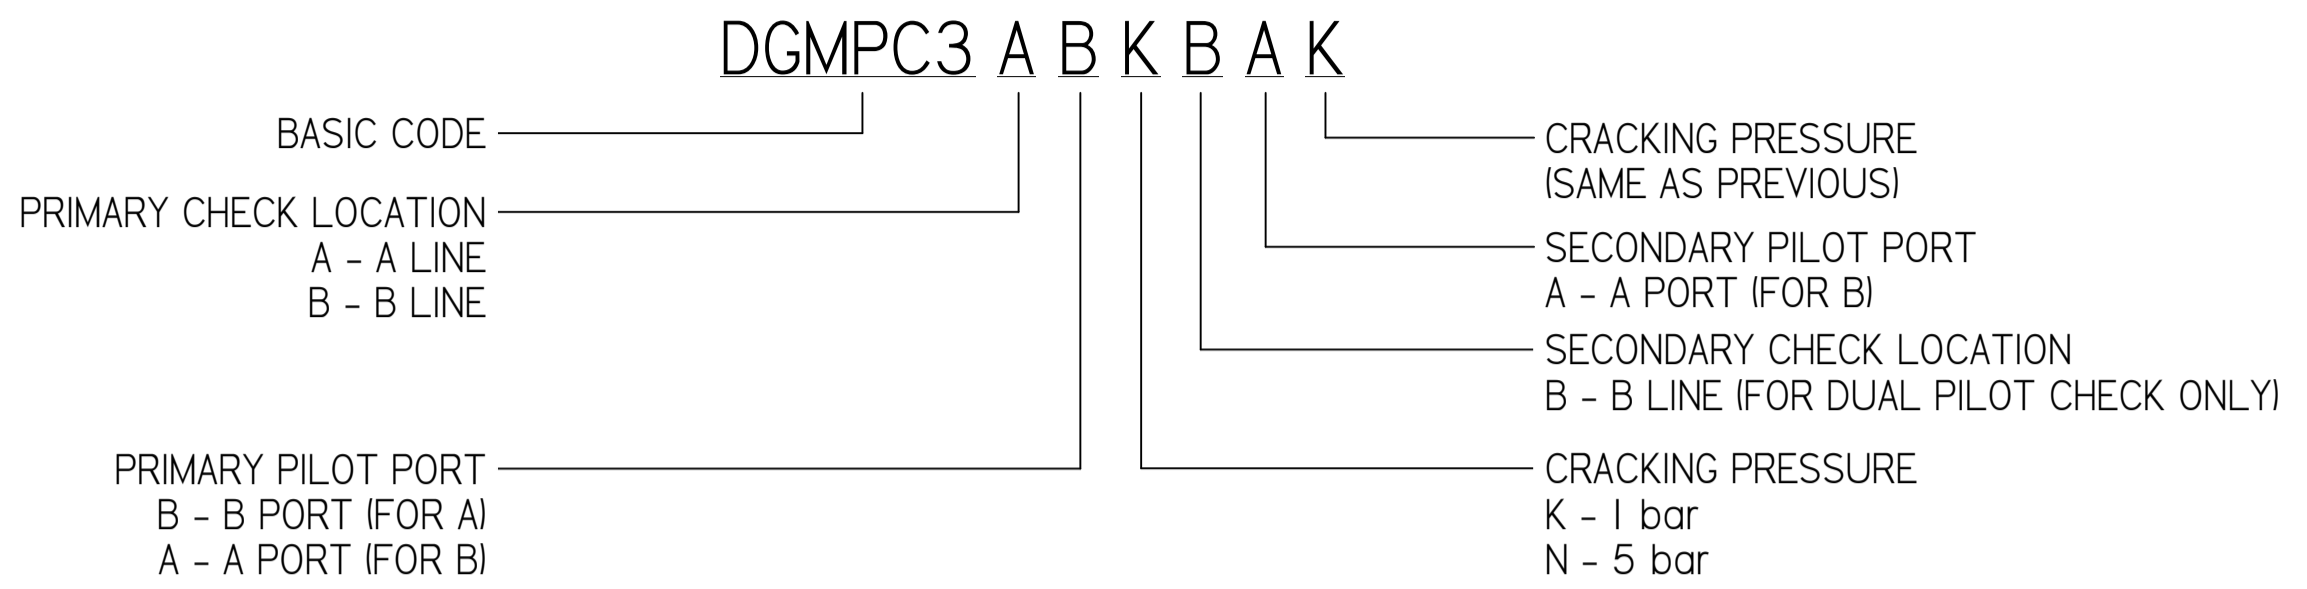 DGMPC3 A B K B A K
BASIC CODE
PRIMARY CHECK LOCATION
A - A LINE
B - B LINE
PRIMARY PILOT PORT
B - B PORT (FOR A)
A - A PORT (FOR B)
CRACKING PRESSURE
(SAME AS PREVIOUS)
SECONDARY PILOT PORT
A - A PORT (FOR B)
SECONDARY CHECK LOCATION
B - B LINE (FOR DUAL PILOT CHECK ONLY)
CRACKING PRESSURE
K - 1 bar
N - 5 bar